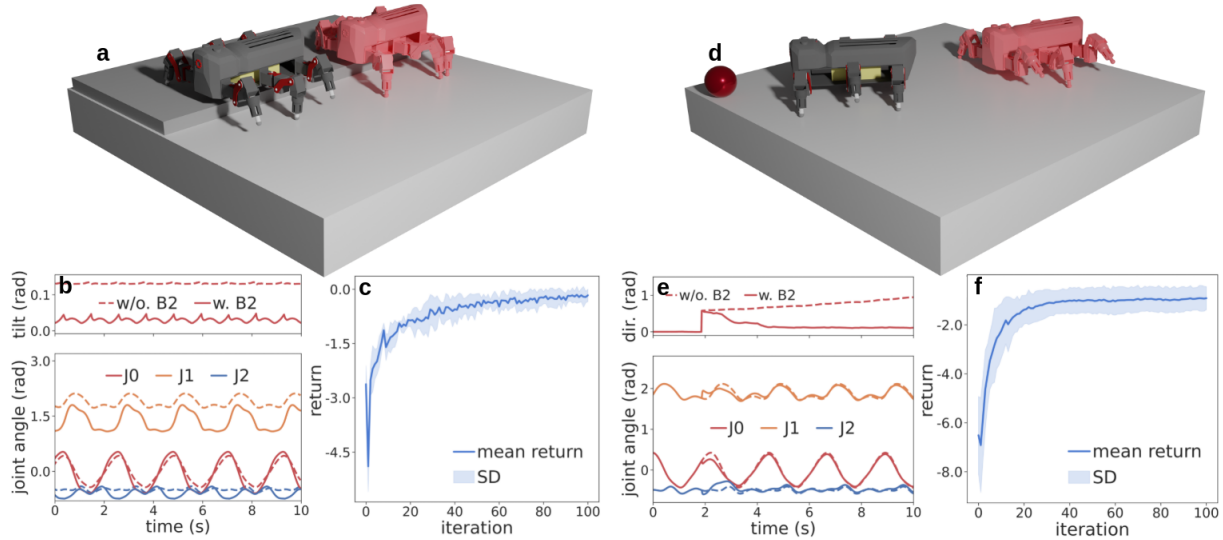 a
d
b
tilt (rad)
0.1
0.0
w/o. B2
w. B2
joint angle (rad)
3.0
1.5
0.0
J0
J1
J2
0
2
4
6
8
10
time (s)
c
return
0.0
-1.5
-3.0
-4.5
mean return
SD
0
20
40
60
80
100
iteration
e
dir. (rad)
1
0
w/o. B2
w. B2
joint angle (rad)
2
0
J0
J1
J2
0
2
4
6
8
10
time (s)
f
return
-2.0
-4.0
-6.0
-8.0
mean return
SD
0
20
40
60
80
100
iteration